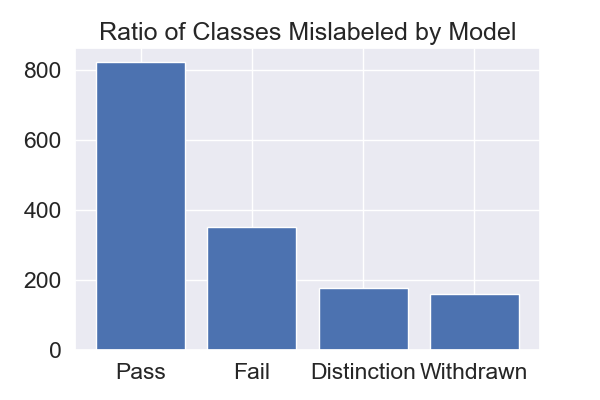 Ratio of Classes Mislabeled by Model
800
600
400
200
0
Pass Fail Distinction Withdrawn